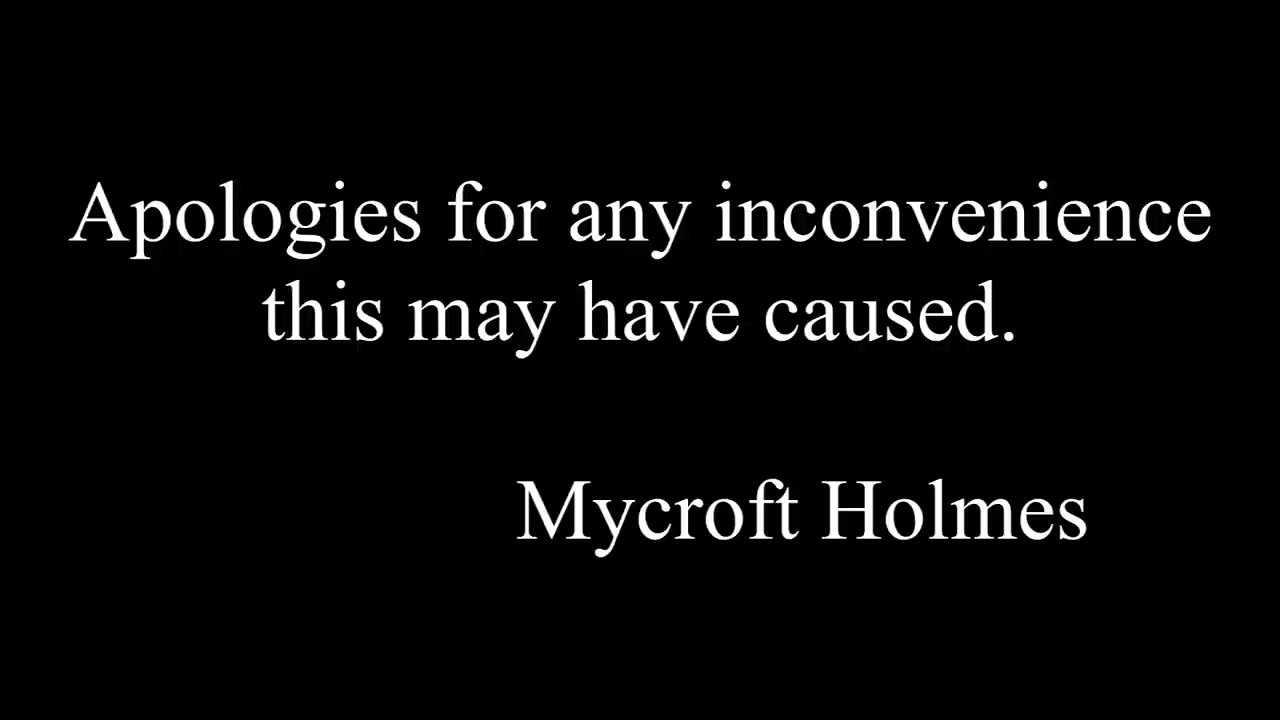 Apologies for any inconvenience
this may have caused.
Mycroft Holmes